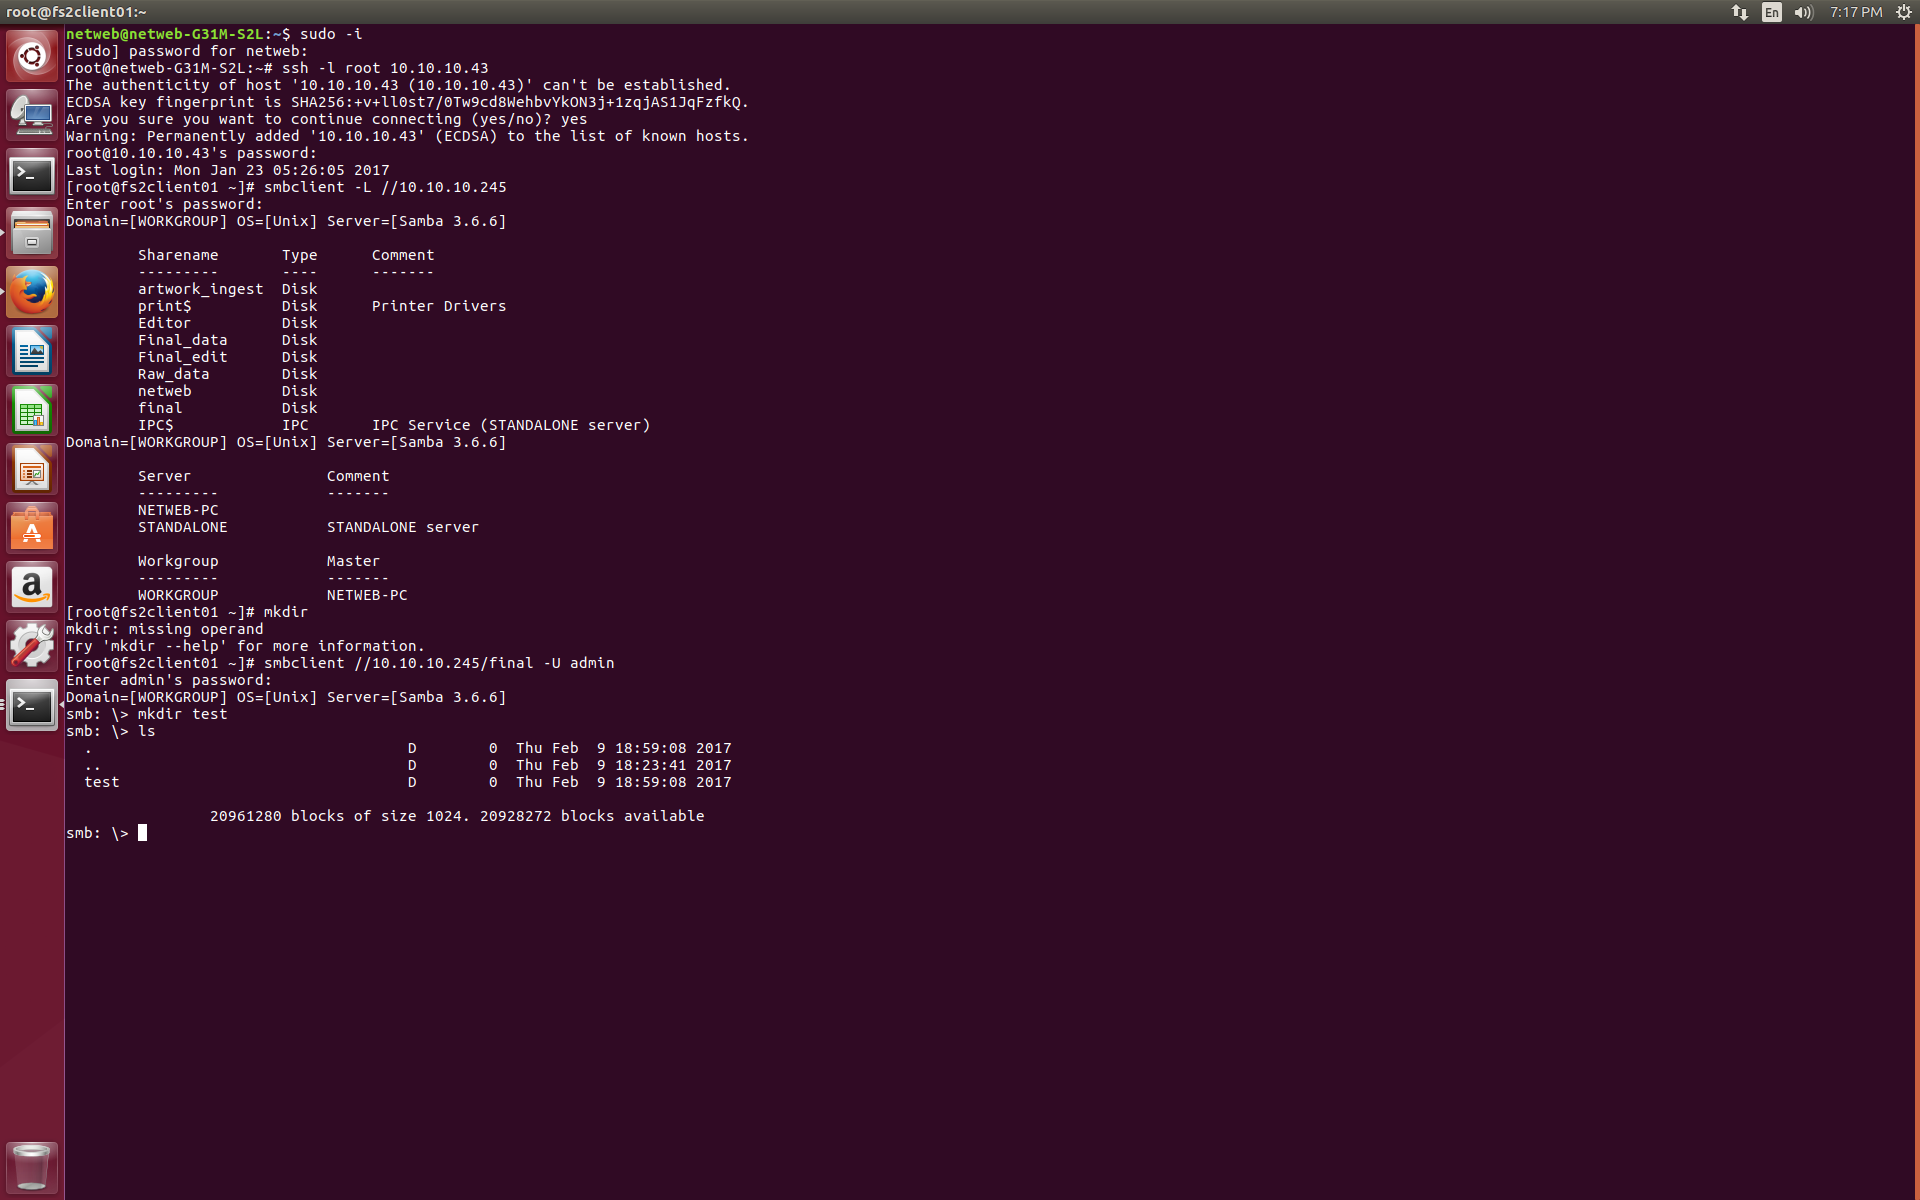 root@fs2client01:~
En
7:17 PM
netweb@netweb-G31M-S2L:~$ sudo -i
[sudo] password for netweb:
root@netweb-G31M-S2L:~# ssh -l root 10.10.10.43
The authenticity of host '10.10.10.43 (10.10.10.43)' can't be established.
ECDSA key fingerprint is SHA256:+v+ll0st7/0Tw9cd8WehbvYkON3j+1zqjAS1JqFzfkQ.
Are you sure you want to continue connecting (yes/no)? yes
Warning: Permanently added '10.10.10.43' (ECDSA) to the list of known hosts.
root@10.10.10.43's password:
Last login: Mon Jan 23 05:26:05 2017
[root@fs2client01 ~]# smbclient -L //10.10.10.245
Enter root's password:
Domain=[WORKGROUP] OS=[Unix] Server=[Samba 3.6.6]
Sharename Type Comment
--------- ---- -------
artwork_ingest Disk
print$ Disk Printer Drivers
Editor Disk
Final_data Disk
Final_edit Disk
Raw_data Disk
netweb Disk
final Disk
IPC$ IPC IPC Service (STANDALONE server)
Domain=[WORKGROUP] OS=[Unix] Server=[Samba 3.6.6]
Server Comment
--------- -------
NETWEB-PC
STANDALONE STANDALONE server
Workgroup Master
--------- -------
WORKGROUP NETWEB-PC
[root@fs2client01 ~]# mkdir
mkdir: missing operand
Try 'mkdir --help' for more information.
[root@fs2client01 ~]# smbclient //10.10.10.245/final -U admin
Enter admin's password:
Domain=[WORKGROUP] OS=[Unix] Server=[Samba 3.6.6]
smb: \> mkdir test
smb: \> ls
. D 0 Thu Feb 9 18:59:08 2017
.. D 0 Thu Feb 9 18:23:41 2017
test D 0 Thu Feb 9 18:59:08 2017
20961280 blocks of size 1024. 20928272 blocks available
smb: \>